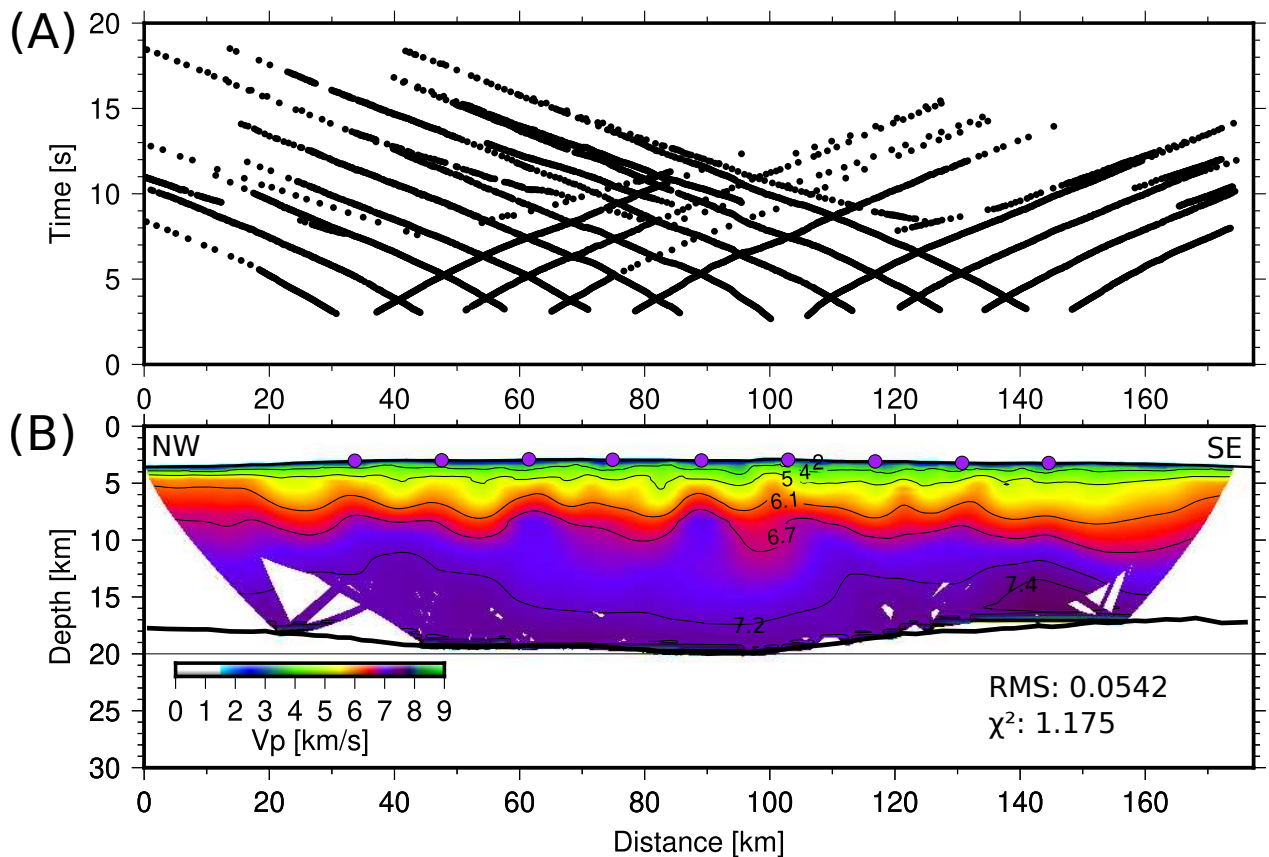 (A)
20
15
10
5
0
Time [s]
0 20 40 60 80 100 120 140 160
(B)
0
5
10
15
20
25
30
Depth [km]
NW
SE
2
4
5
6.1
6.7
7.4
7.2
0 1 2 3 4 5 6 7 8 9
Vp [km/s]
RMS: 0.0542
χ²: 1.175
0 20 40 60 80 100 120 140 160
Distance [km]